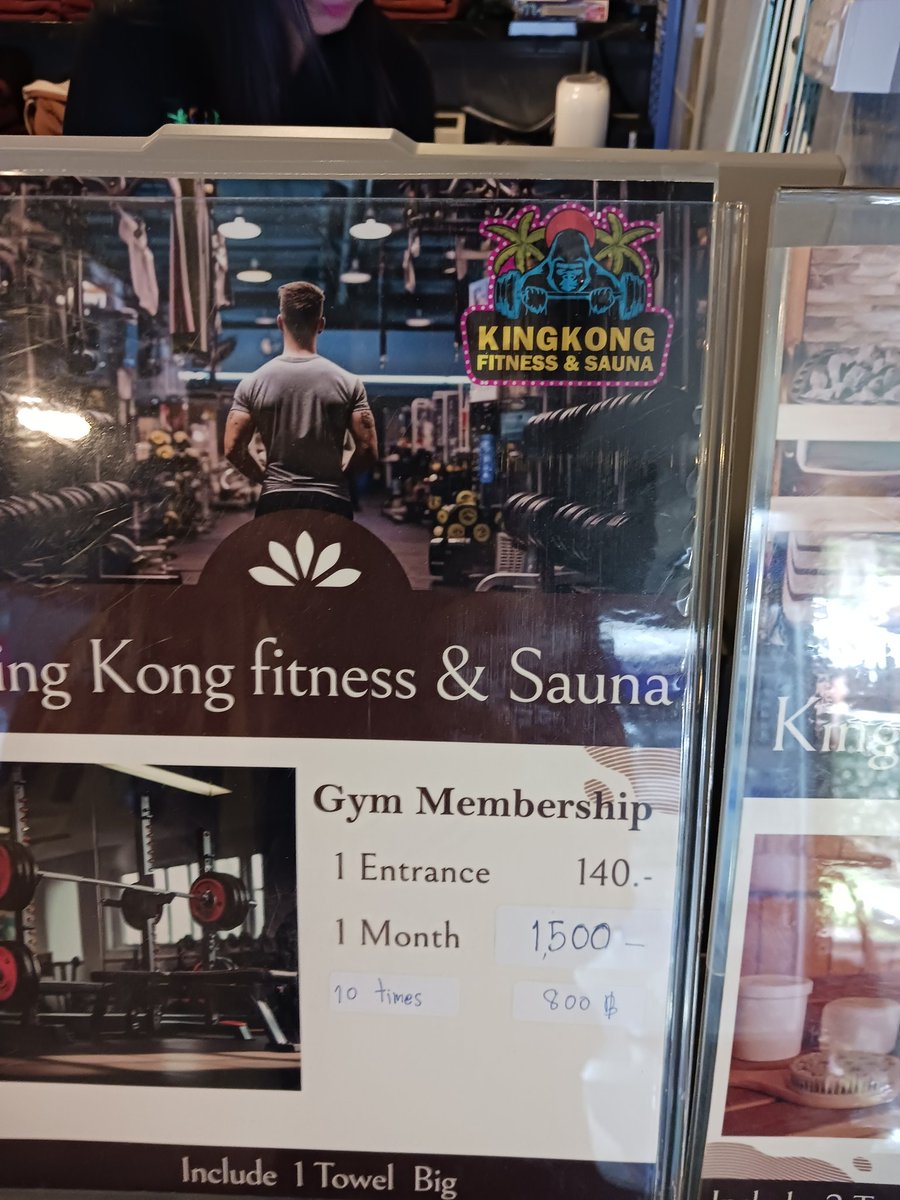 KINGKONG
FITNESS & SAUNA
ing Kong fitness & Sauna
King
Gym Membership
1 Entrance 140.-
1 Month 1,500 -
10 times 800 ฿
Include 1 Towel Big